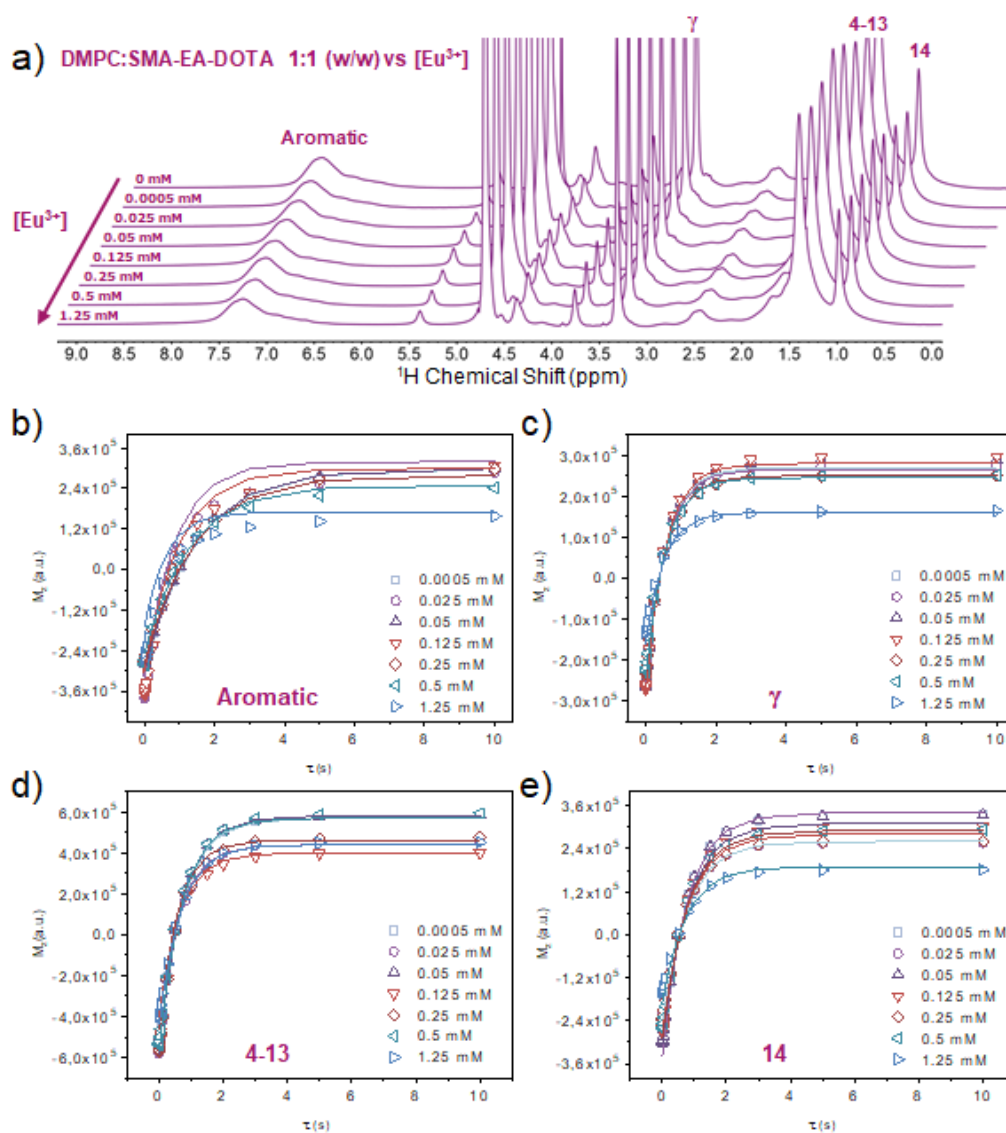 a) DMPC:SMA-EA-DOTA 1:1 (w/w) vs [Eu³⁺]
γ
4-13
14
Aromatic
[Eu³⁺]
0 mM
0.0005 mM
0.025 mM
0.05 mM
0.125 mM
0.25 mM
0.5 mM
1.25 mM
9.0 8.5 8.0 7.5 7.0 6.5 6.0 5.5 5.0 4.5 4.0 3.5 3.0 2.5 2.0 1.5 1.0 0.5 0.0
¹H Chemical Shift (ppm)
b)
3,6x10⁵
2.4x10⁵
1.2x10⁵
0,0
-1.2x10⁵
-2.4x10⁵
-3.6x10⁵
M_z (a.u.)
0.0005 mM
0.025 mM
0.05 mM
0.125 mM
0.25 mM
0.5 mM
1.25 mM
Aromatic
0 2 4 6 8 10
τ (s)
c)
3,0x10⁵
2.0x10⁵
1.0x10⁵
0,0
-1.0x10⁵
-2.0x10⁵
-3,0x10⁵
M_z (a.u.)
0.0005 mM
0.025 mM
0.05 mM
0.125 mM
0.25 mM
0.5 mM
1.25 mM
γ
0 2 4 6 8 10
τ (s)
d)
6,0x10⁵
4.0x10⁵
2.0x10⁵
0,0
-2.0x10⁵
-4.0x10⁵
-6,0x10⁵
M_z (a.u.)
0.0005 mM
0.025 mM
0.05 mM
0.125 mM
0.25 mM
0.5 mM
1.25 mM
4-13
0 2 4 6 8 10
τ (s)
e)
3,6x10⁵
2.4x10⁵
1.2x10⁵
0,0
-1.2x10⁵
-2.4x10⁵
-3.6x10⁵
M_z (a.u.)
0.0005 mM
0.025 mM
0.05 mM
0.125 mM
0.25 mM
0.5 mM
1.25 mM
14
0 2 4 6 8 10
τ (s)